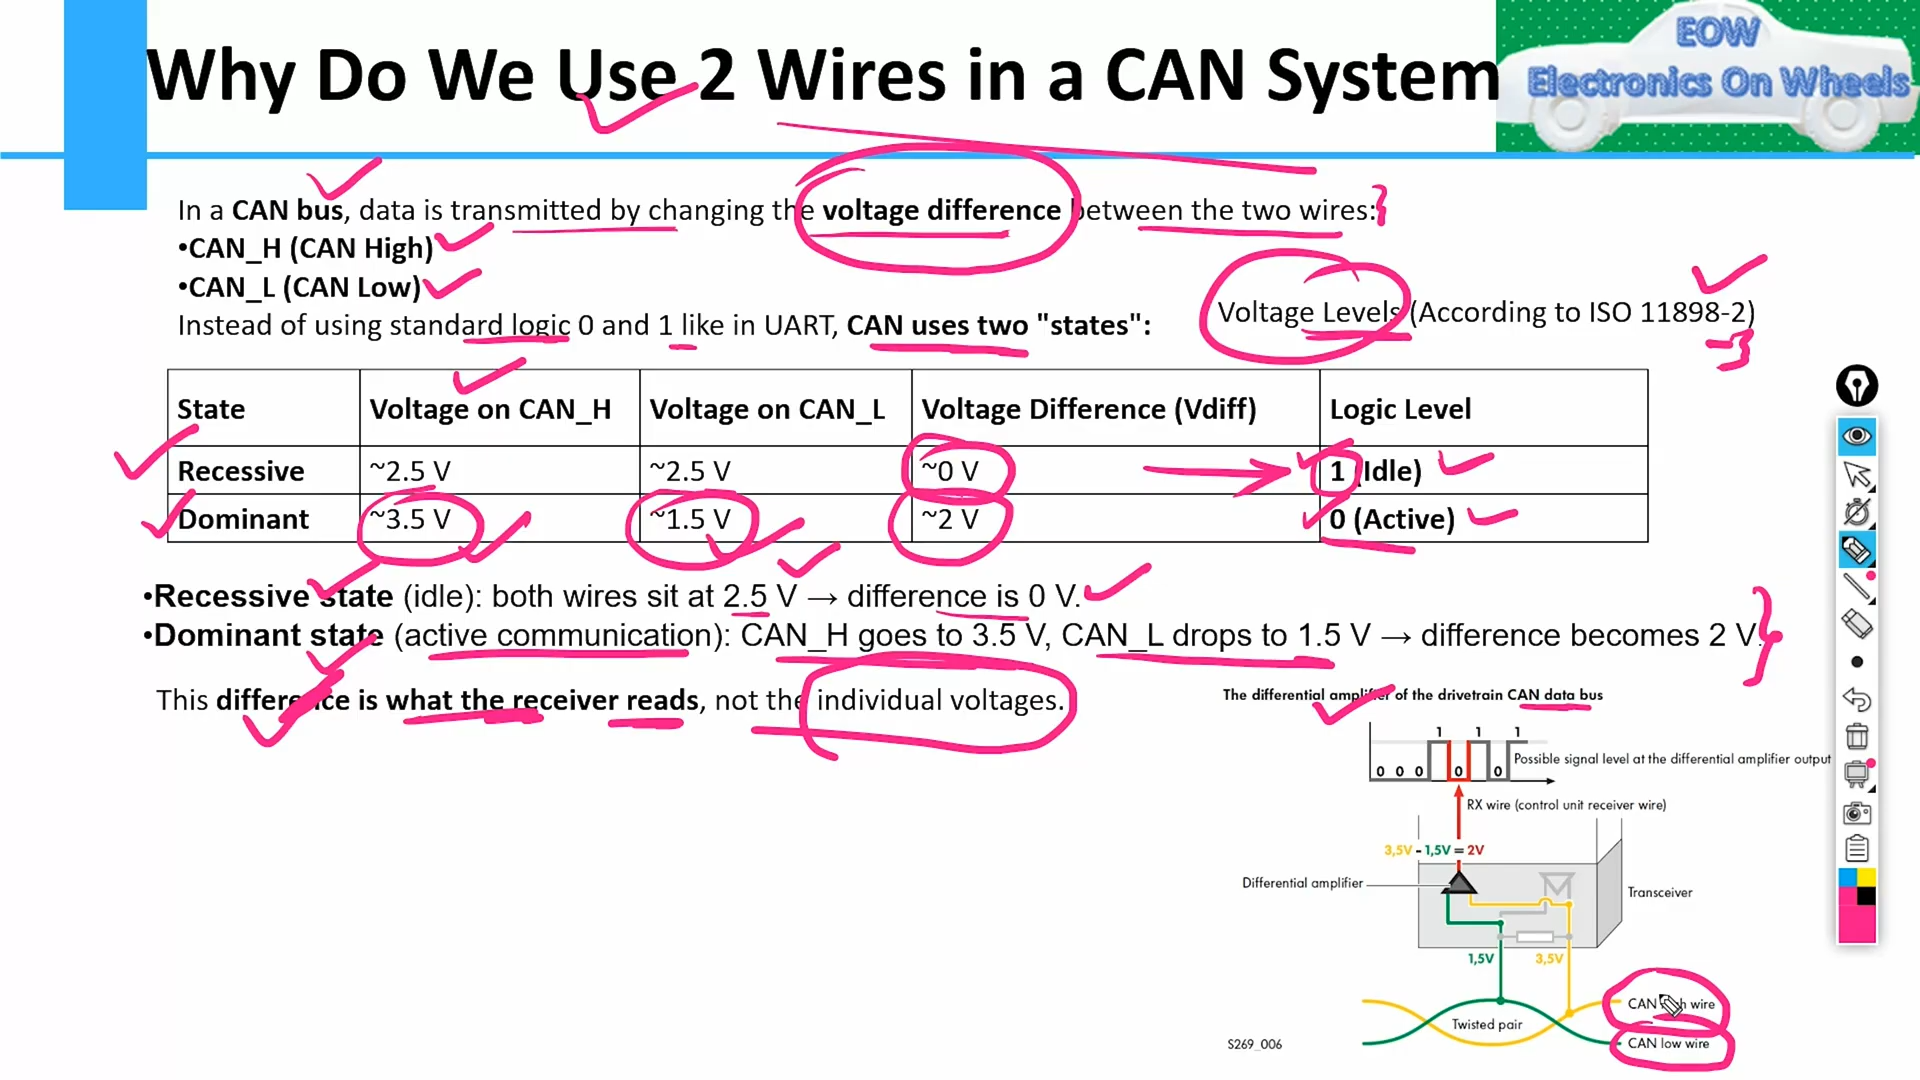 Why Do We Use 2 Wires in a CAN System
EOW
Electronics On Wheels
In a CAN bus, data is transmitted by changing the voltage difference between the two wires:
•CAN_H (CAN High)
•CAN_L (CAN Low)
Instead of using standard logic 0 and 1 like in UART, CAN uses two "states":
Voltage Levels (According to ISO 11898-2)
State Voltage on CAN_H Voltage on CAN_L Voltage Difference (Vdiff) Logic Level
Recessive ~2.5 V ~2.5 V ~0 V 1 (Idle)
Dominant ~3.5 V ~1.5 V ~2 V 0 (Active)
•Recessive state (idle): both wires sit at 2.5 V → difference is 0 V.
•Dominant state (active communication): CAN_H goes to 3.5 V, CAN_L drops to 1.5 V → difference becomes 2 V.
This difference is what the receiver reads, not the individual voltages.
The differential amplifier of the drivetrain CAN data bus
1 1 1
0 0 0 0 0
Possible signal level at the differential amplifier output
RX wire (control unit receiver wire)
3,5V - 1,5V = 2V
Differential amplifier
Transceiver
1,5V 3,5V
CAN wire
Twisted pair
CAN low wire
S269_006